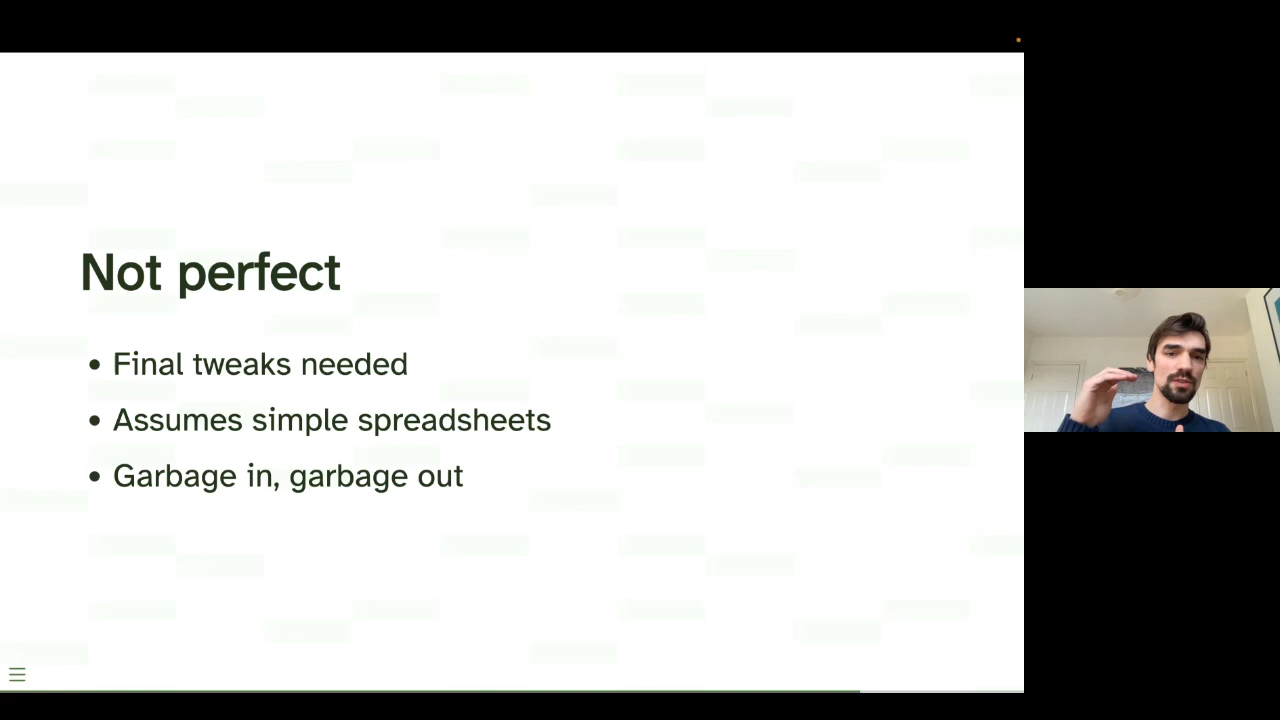 Not perfect
• Final tweaks needed
• Assumes simple spreadsheets
• Garbage in, garbage out